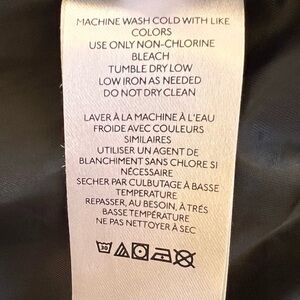 MACHINE WASH COLD WITH LIKE
COLORS
USE ONLY NON-CHLORINE
BLEACH
TUMBLE DRY LOW
LOW IRON AS NEEDED
DO NOT DRY CLEAN
LAVER À LA MACHINE À L'EAU
FROIDE AVEC COULEURS
SIMILAIRES
UTILISER UN AGENT DE
BLANCHIMENT SANS CHLORE SI
NÉCESSAIRE
SECHER PAR CULBUTAGE À BASSE
TEMPERATURE
REPASSER, AU BESOIN, À TRÉS
BASSE TEMPÉRATURE
NE PAS NETTOYER À SEC
30